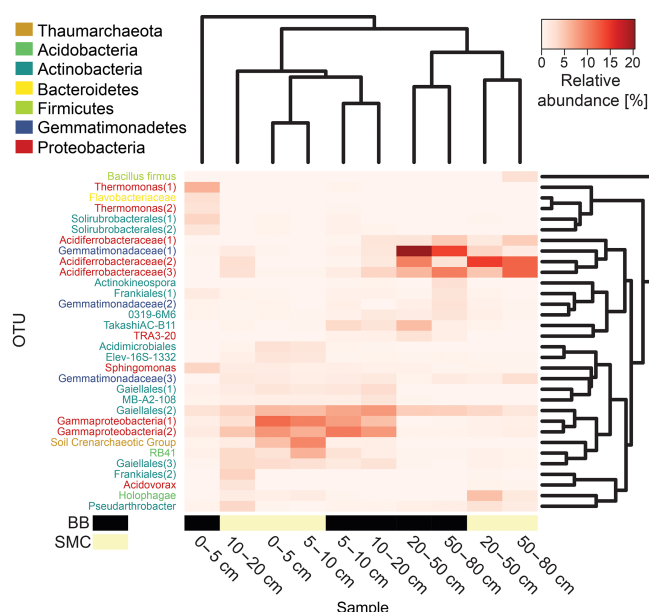 Thaumarchaeota
Acidobacteria
Actinobacteria
Bacteroidetes
Firmicutes
Gemmatimonadetes
Proteobacteria
0 5 10 15 20
Relative
abundance [%]
OTU
Bacillus firmus
Thermomonas(1)
Flavobacteriaceae
Thermomonas(2)
Solirubrobacterales(1)
Solirubrobacterales(2)
Acidiferrobacteraceae(1)
Gemmatimonadaceae(1)
Acidiferrobacteraceae(2)
Acidiferrobacteraceae(3)
Actinokineospora
Frankiales(1)
Gemmatimonadaceae(2)
0319-6M6
TakashiAC-B11
TRA3-20
Acidimicrobiales
Elev-16S-1332
Sphingomonas
Gemmatimonadaceae(3)
Gaiellales(1)
MB-A2-108
Gaiellales(2)
Gammaproteobacteria(1)
Gammaproteobacteria(2)
Soil Crenarchaeotic Group
RB41
Gaiellales(3)
Frankiales(2)
Acidovorax
Holophagae
Pseudarthrobacter
BB
SMC
0–5 cm
10–20 cm
0–5 cm
5–10 cm
5–10 cm
10–20 cm
20–50 cm
50–80 cm
20–50 cm
50–80 cm
Sample